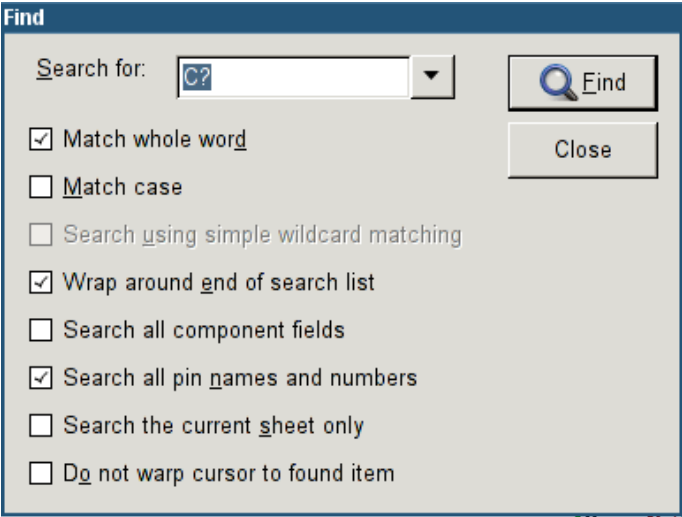 Find
Search for: C? Find
Match whole word Close
Match case
Search using simple wildcard matching
Wrap around end of search list
Search all component fields
Search all pin names and numbers
Search the current sheet only
Do not warp cursor to found item